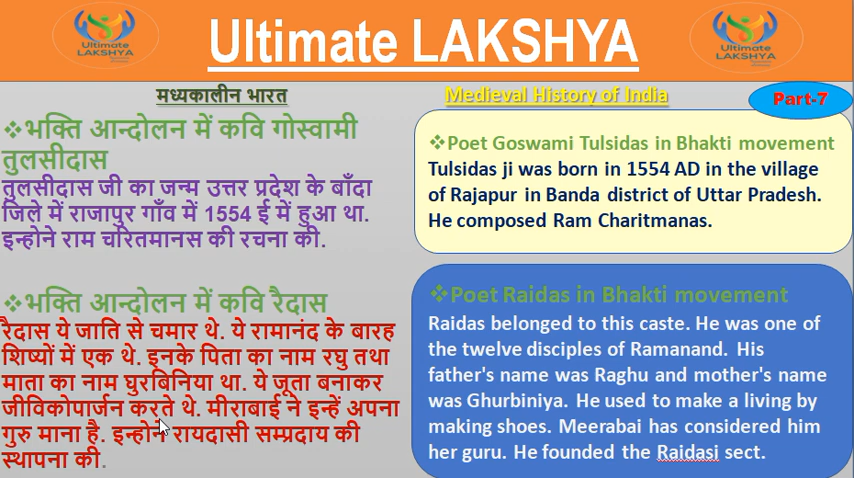 Ultimate
LAKSHYA
Ultimate LAKSHYA
Ultimate
LAKSHYA
मध्यकालीन भारत
Medieval History of India
Part-7
❖भक्ति आन्दोलन में कवि गोस्वामी
तुलसीदास
तुलसीदास जी का जन्म उत्तर प्रदेश के बाँदा
जिले में राजापुर गाँव में 1554 ई में हुआ था.
इन्होने राम चरितमानस की रचना की.
❖भक्ति आन्दोलन में कवि रैदास
रैदास ये जाति से चमार थे. ये रामानंद के बारह
शिष्यों में एक थे. इनके पिता का नाम रघु तथा
माता का नाम घुरबिनिया था. ये जूता बनाकर
जीविकोपार्जन करते थे. मीराबाई ने इन्हें अपना
गुरु माना है. इन्होने रायदासी सम्प्रदाय की
स्थापना की.
❖Poet Goswami Tulsidas in Bhakti movement
Tulsidas ji was born in 1554 AD in the village
of Rajapur in Banda district of Uttar Pradesh.
He composed Ram Charitmanas.
❖Poet Raidas in Bhakti movement
Raidas belonged to this caste. He was one of
the twelve disciples of Ramanand. His
father's name was Raghu and mother's name
was Ghurbiniya. He used to make a living by
making shoes. Meerabai has considered him
her guru. He founded the Raidasi sect.